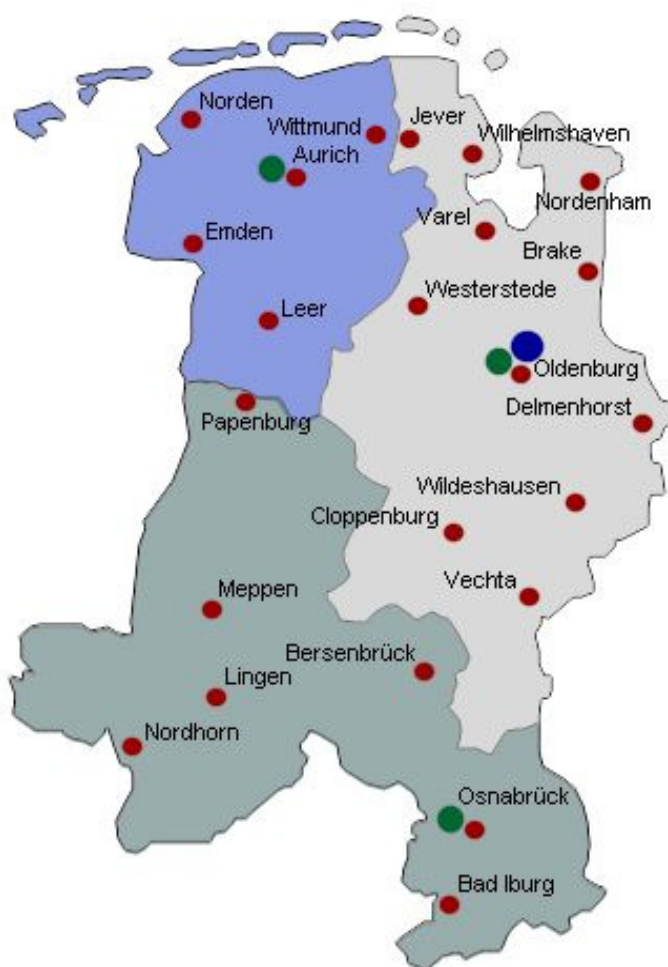 Norden
Wittmund
Jever
Aurich
Wilhelmshaven
Nordenham
Varel
Emden
Brake
Westerstede
Leer
Oldenburg
Papenburg
Delmenhorst
Wildeshausen
Cloppenburg
Vechta
Meppen
Bersenbrück
Lingen
Nordhorn
Osnabrück
Bad Iburg